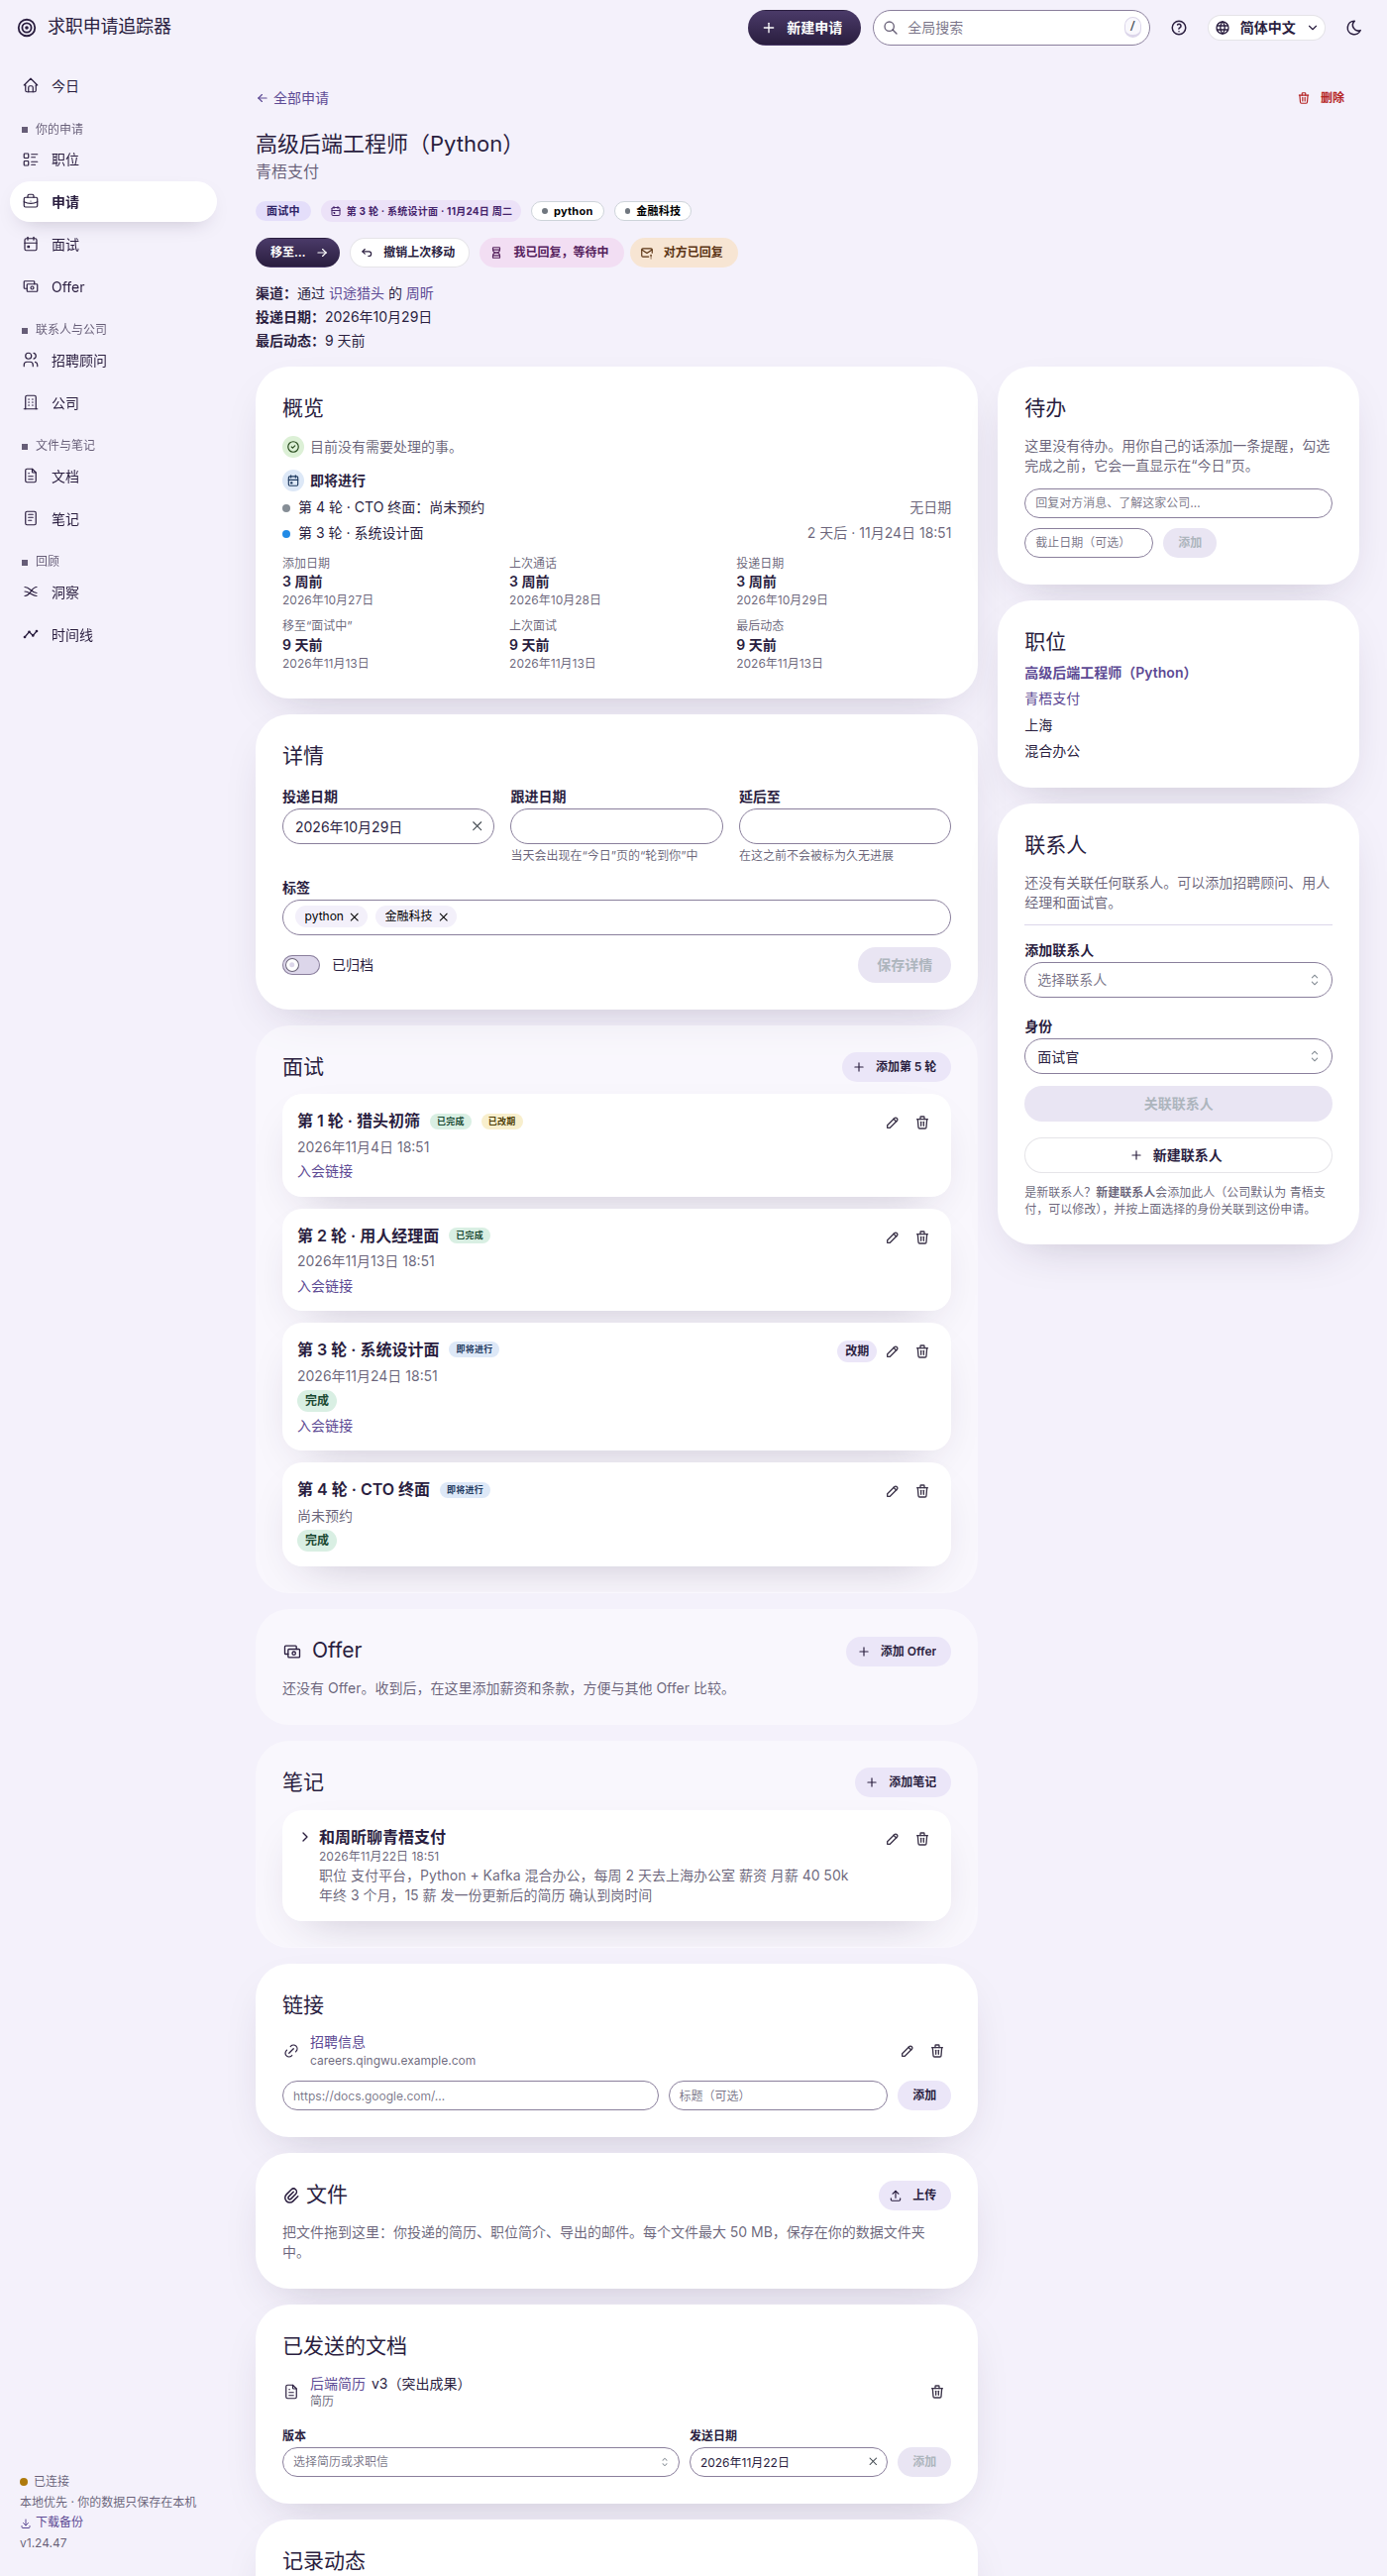 求职申请追踪器
新建申请
全局搜索
/
简体中文
今日
你的申请
职位
申请
面试
Offer
联系人与公司
招聘顾问
公司
文件与笔记
文档
笔记
回顾
洞察
时间线
已连接
本地优先 · 你的数据只保存在本机
下载备份
v1.24.47
← 全部申请
删除
高级后端工程师（Python）
青梧支付
面试中
第 3 轮 · 系统设计面 · 11月24日 周二
python
金融科技
移至… →
撤销上次移动
我已回复，等待中
对方已回复
渠道：通过 识途猎头 的 周昕
投递日期：2026年10月29日
最后动态：9 天前
概览
目前没有需要处理的事。
即将进行
第 4 轮 · CTO 终面：尚未预约
无日期
第 3 轮 · 系统设计面
2 天后 · 11月24日 18:51
添加日期
3 周前
2026年10月27日
上次通话
3 周前
2026年10月28日
投递日期
3 周前
2026年10月29日
移至“面试中”
9 天前
2026年11月13日
上次面试
9 天前
2026年11月13日
最后动态
9 天前
2026年11月13日
详情
投递日期
2026年10月29日
跟进日期
当天会出现在“今日”页的“轮到你”中
延后至
在这之前不会被标为久无进展
标签
python
金融科技
已归档
保存详情
面试
添加第 5 轮
第 1 轮 · 猎头初筛
已完成
已改期
2026年11月4日 18:51
入会链接
第 2 轮 · 用人经理面
已完成
2026年11月13日 18:51
入会链接
第 3 轮 · 系统设计面
即将进行
改期
2026年11月24日 18:51
完成
入会链接
第 4 轮 · CTO 终面
即将进行
尚未预约
完成
Offer
添加 Offer
还没有 Offer。收到后，在这里添加薪资和条款，方便与其他 Offer 比较。
笔记
添加笔记
和周昕聊青梧支付
2026年11月22日 18:51
职位 支付平台，Python + Kafka 混合办公，每周 2 天去上海办公室 薪资 月薪 40 50k
年终 3 个月，15 薪 发一份更新后的简历 确认到岗时间
链接
招聘信息
careers.qingwu.example.com
https://docs.google.com/...
标题（可选）
添加
文件
上传
把文件拖到这里：你投递的简历、职位简介、导出的邮件。每个文件最大 50 MB，保存在你的数据文件夹
中。
已发送的文档
后端简历 v3（突出成果）
简历
版本
选择简历或求职信
发送日期
2026年11月22日
添加
记录动态
待办
这里没有待办。用你自己的话添加一条提醒，勾选
完成之前，它会一直显示在“今日”页。
回复对方消息、了解这家公司...
截止日期（可选）
添加
职位
高级后端工程师（Python）
青梧支付
上海
混合办公
联系人
还没有关联任何联系人。可以添加招聘顾问、用人
经理和面试官。
添加联系人
选择联系人
身份
面试官
关联联系人
新建联系人
是新联系人？新建联系人会添加此人（公司默认为 青梧支
付，可以修改），并按上面选择的身份关联到这份申请。